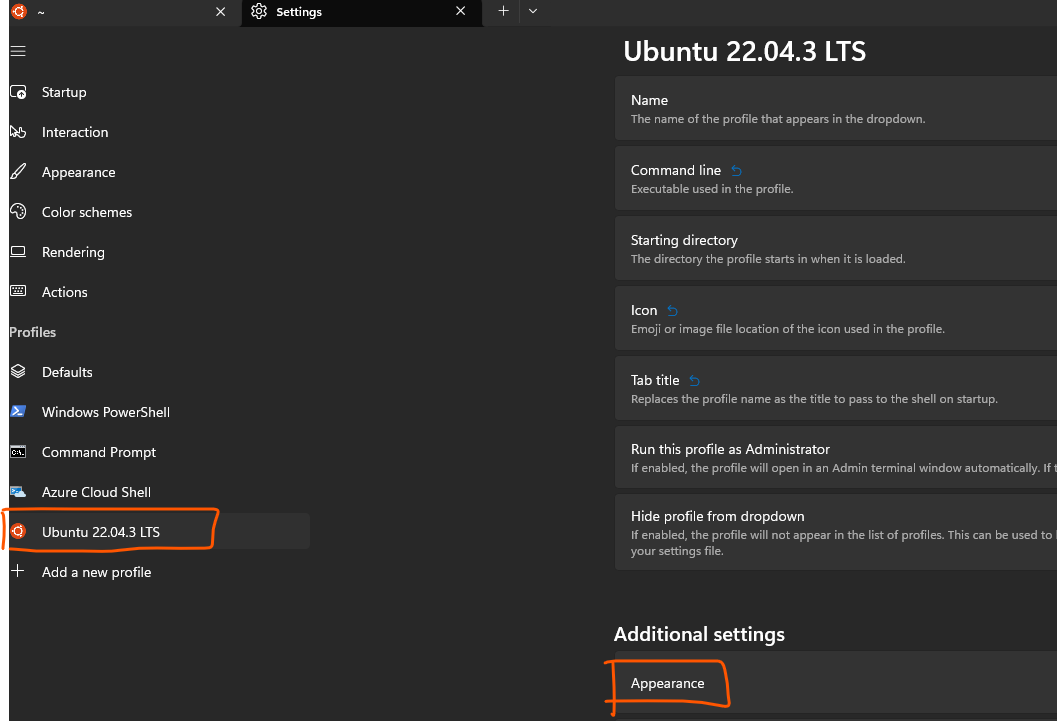 ~
Settings
Startup
Interaction
Appearance
Color schemes
Rendering
Actions
Profiles
Defaults
Windows PowerShell
Command Prompt
Azure Cloud Shell
Ubuntu 22.04.3 LTS
Add a new profile
Ubuntu 22.04.3 LTS
Name
The name of the profile that appears in the dropdown.
Command line
Executable used in the profile.
Starting directory
The directory the profile starts in when it is loaded.
Icon
Emoji or image file location of the icon used in the profile.
Tab title
Replaces the profile name as the title to pass to the shell on startup.
Run this profile as Administrator
If enabled, the profile will open in an Admin terminal window automatically. If
Hide profile from dropdown
If enabled, the profile will not appear in the list of profiles. This can be used to
your settings file.
Additional settings
Appearance